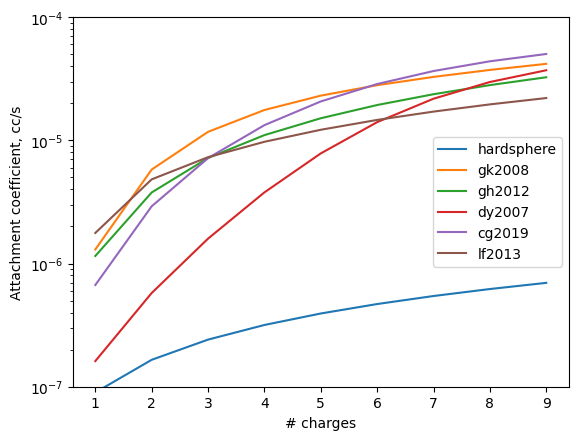 10⁻⁴
10⁻⁵
10⁻⁶
10⁻⁷
Attachment coefficient, cc/s
hardsphere
gk2008
gh2012
dy2007
cg2019
lf2013
1 2 3 4 5 6 7 8 9
# charges